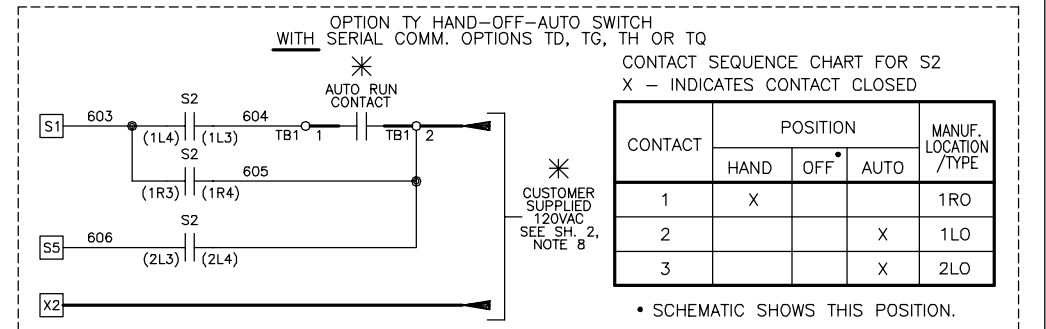 OPTION TY HAND-OFF-AUTO SWITCH
WITH SERIAL COMM. OPTIONS TD, TG, TH OR TQ
AUTO RUN
CONTACT
S1
603
S2
(1L4)
(1L3)
604
TB1
1
TB1
2
S2
(1R3)
(1R4)
605
S2
S5
606
(2L3)
(2L4)
X2
CUSTOMER
SUPPLIED
120VAC
SEE SH. 2,
NOTE 8
CONTACT SEQUENCE CHART FOR S2
X – INDICATES CONTACT CLOSED
CONTACT
POSITION
MANUF.
LOCATION
/TYPE
HAND
OFF•
AUTO
1
X
1RO
2
X
1LO
3
X
2LO
• SCHEMATIC SHOWS THIS POSITION.